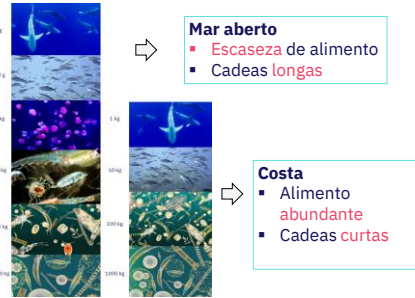 Mar aberto
▪ Escaseza de alimento
▪ Cadeas longas
1 kg
10 kg
100 kg
1000 kg
Costa
▪ Alimento
abundante
▪ Cadeas curtas